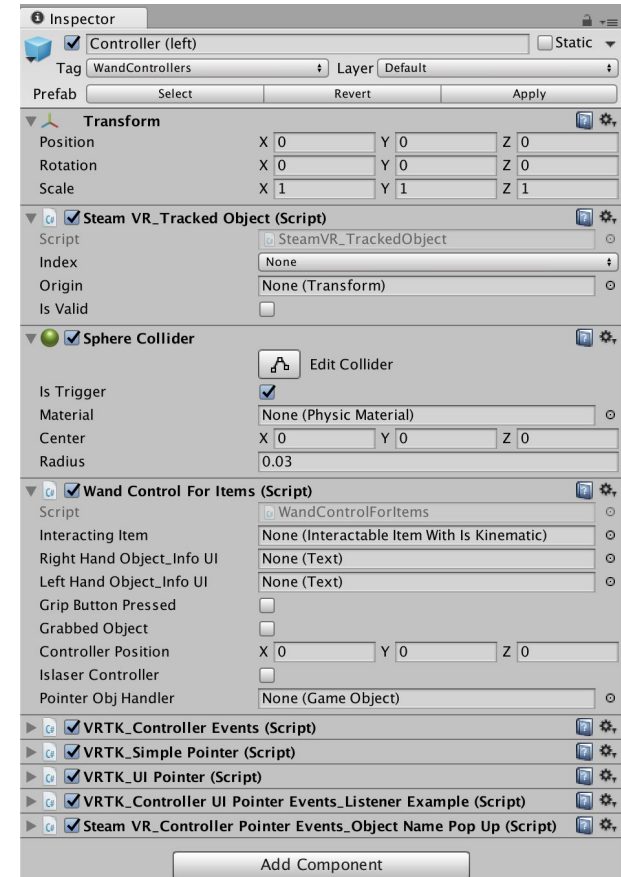 Inspector
Controller (left) Static
Tag WandControllers Layer Default
Prefab Select Revert Apply
Transform
Position X 0 Y 0 Z 0
Rotation X 0 Y 0 Z 0
Scale X 1 Y 1 Z 1
Steam VR_Tracked Object (Script)
Script SteamVR_TrackedObject
Index None
Origin None (Transform)
Is Valid
Sphere Collider
Edit Collider
Is Trigger
Material None (Physic Material)
Center X 0 Y 0 Z 0
Radius 0.03
Wand Control For Items (Script)
Script WandControlForItems
Interacting Item None (Interactable Item With Is Kinematic)
Right Hand Object_Info UI None (Text)
Left Hand Object_Info UI None (Text)
Grip Button Pressed
Grabbed Object
Controller Position X 0 Y 0 Z 0
Islaser Controller
Pointer Obj Handler None (Game Object)
VRTK_Controller Events (Script)
VRTK_Simple Pointer (Script)
VRTK_UI Pointer (Script)
VRTK_Controller UI Pointer Events_Listener Example (Script)
Steam VR_Controller Pointer Events_Object Name Pop Up (Script)
Add Component